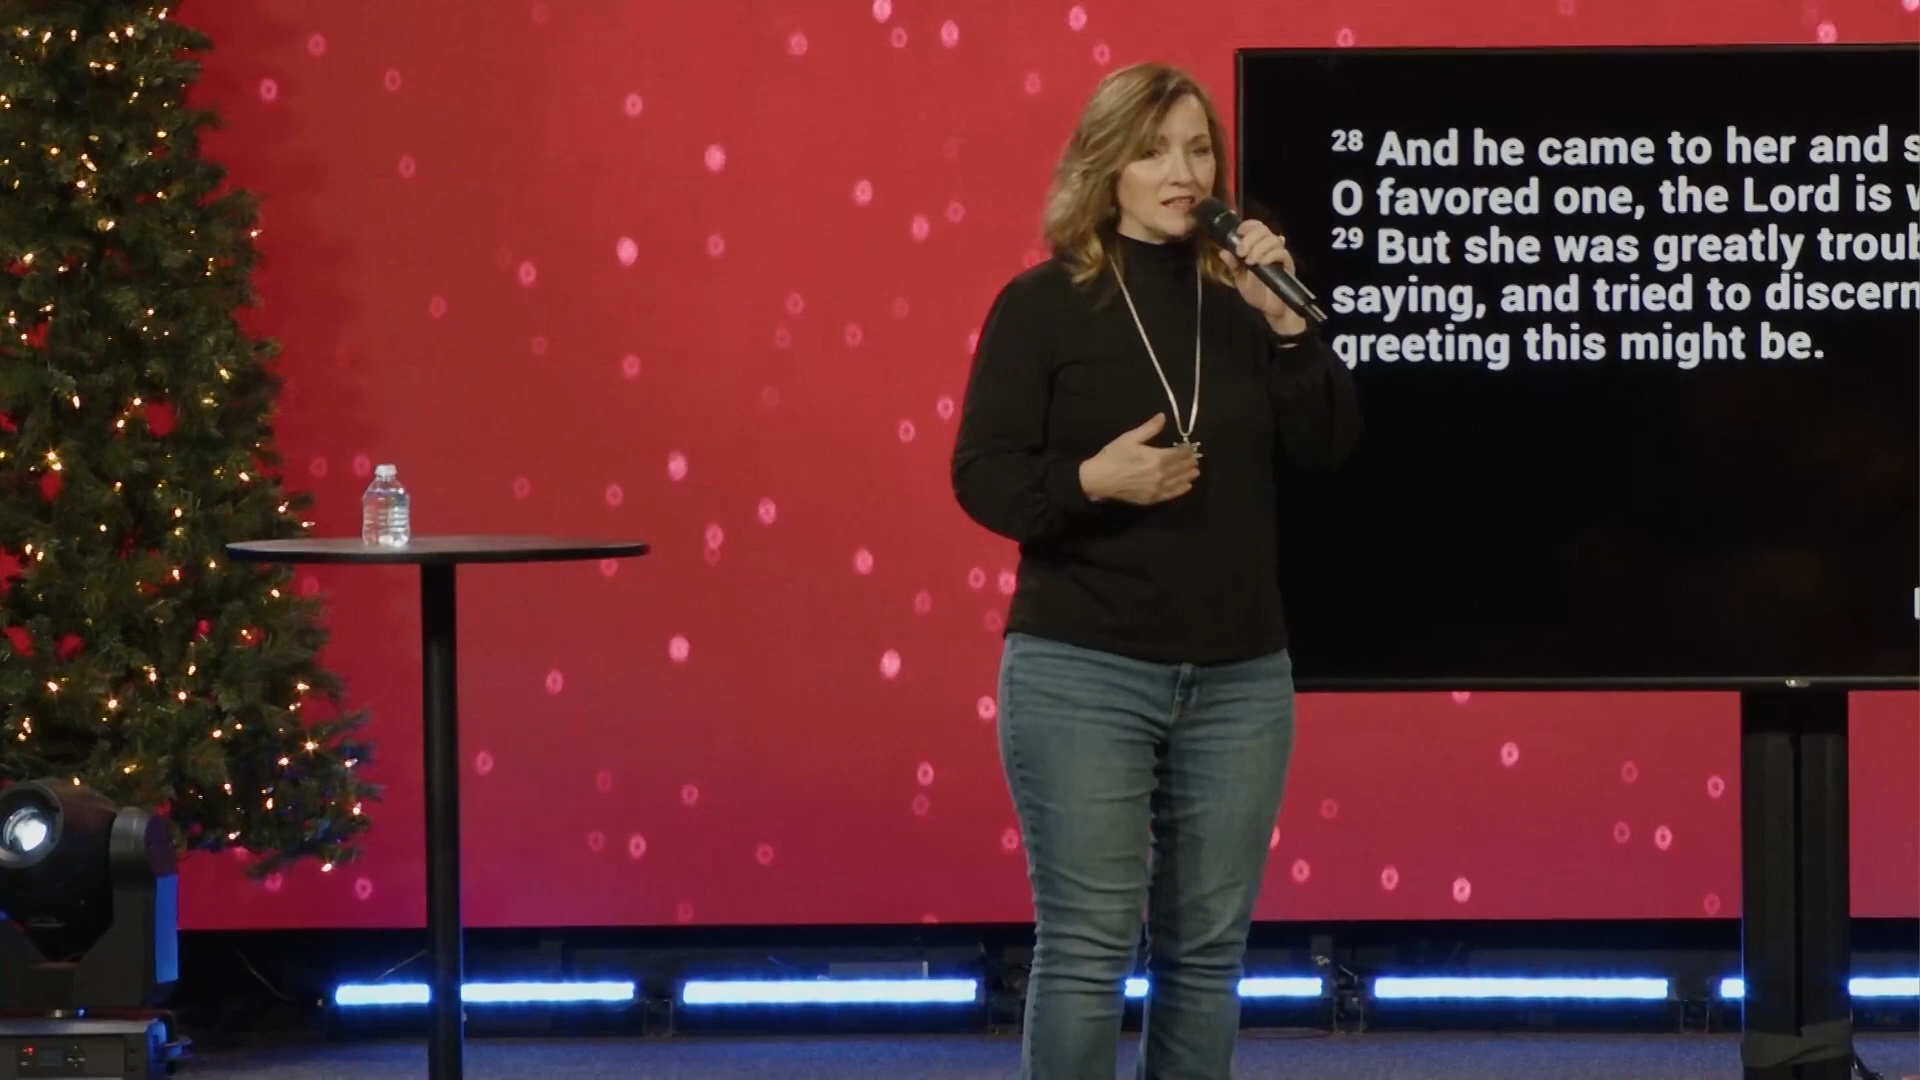 28 And he came to her and
O favored one, the Lord is
29 But she was greatly
saying, and tried to discern
greeting this might be.